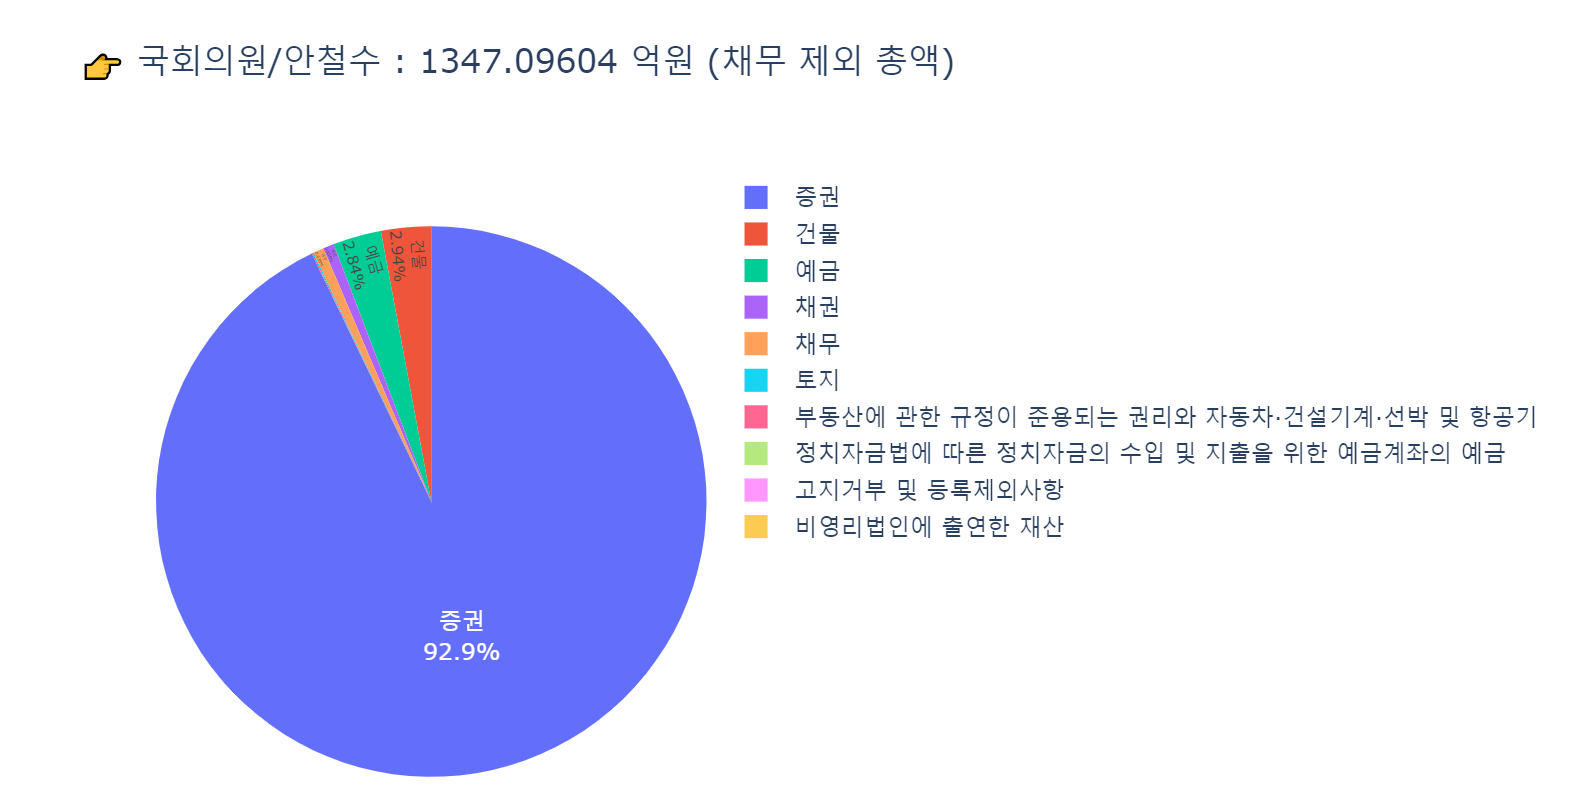 👉 국회의원/안철수 : 1347.09604 억원 (채무 제외 총액)
증권
건물
예금
채권
채무
토지
부동산에 관한 규정이 준용되는 권리와 자동차·건설기계·선박 및 항공기
정치자금법에 따른 정치자금의 수입 및 지출을 위한 예금계좌의 예금
고지거부 및 등록제외사항
비영리법인에 출연한 재산
예금
2.84%
건물
2.94%
증권
92.9%